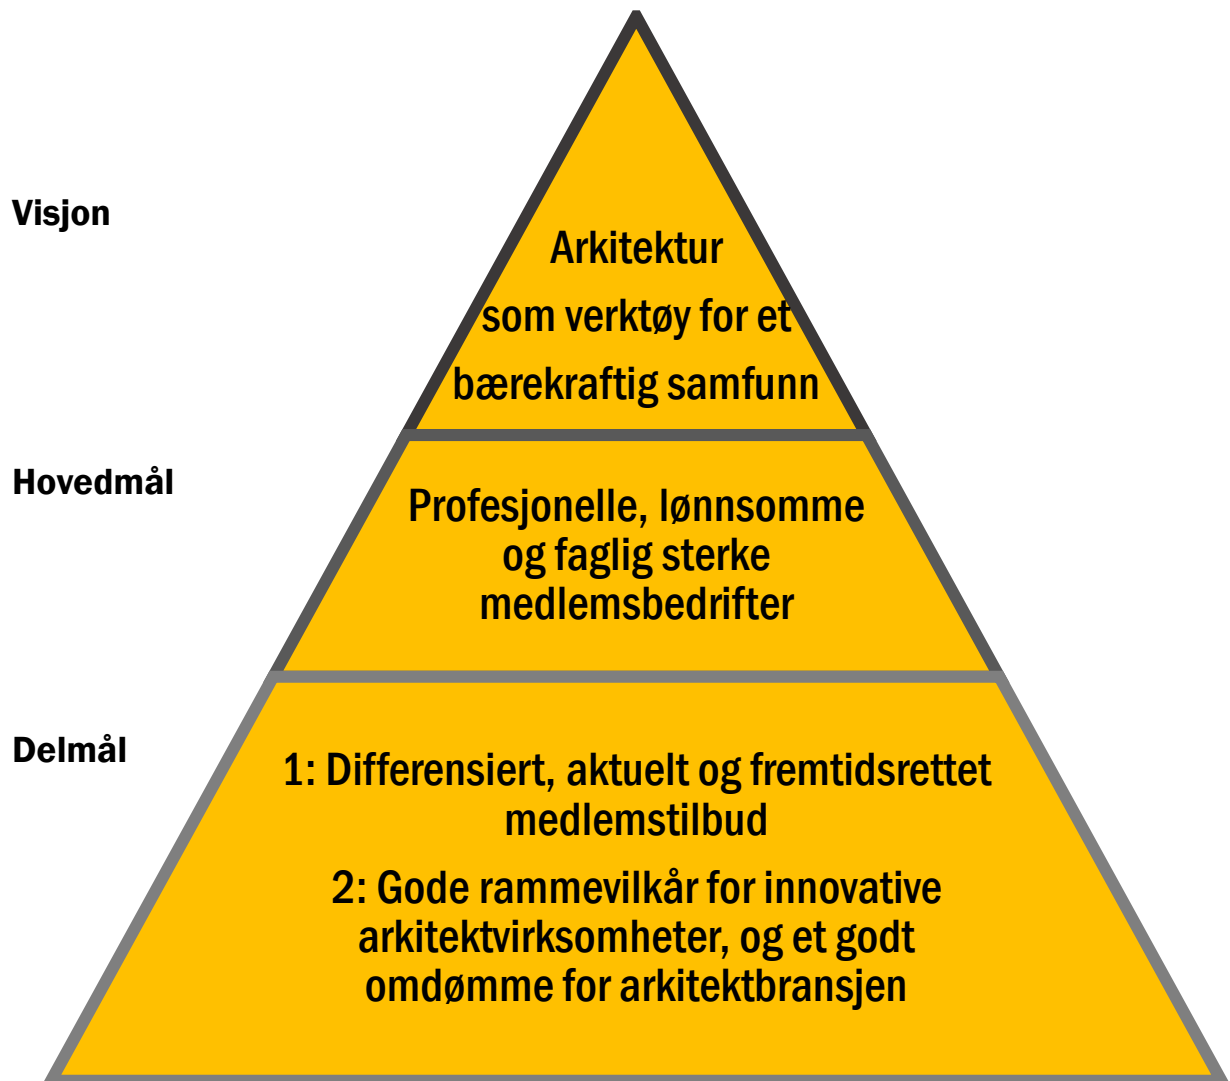 Visjon
Arkitektur
som verktøy for et
bærekraftig samfunn
Hovedmål
Profesjonelle, lønnsomme
og faglig sterke
medlemsbedrifter
Delmål
1: Differensiert, aktuelt og fremtidsrettet
medlemstilbud
2: Gode rammevilkår for innovative
arkitektvirksomheter, og et godt
omdømme for arkitektbransjen